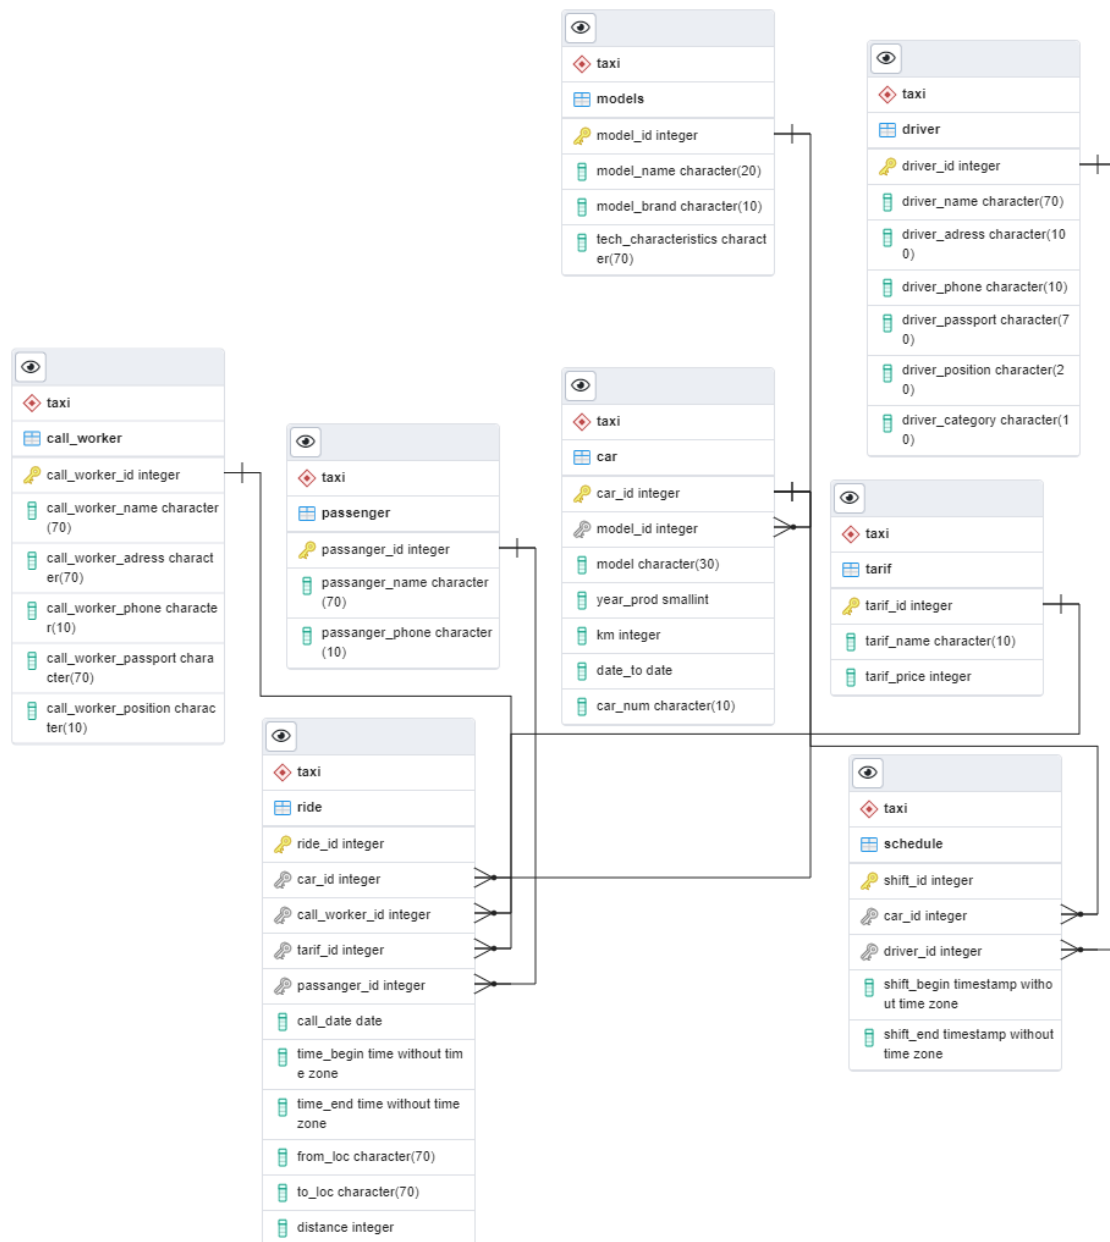 taxi
models
model_id integer
model_name character(20)
model_brand character(10)
tech_characteristics charact
er(70)
taxi
driver
driver_id integer
driver_name character(70)
driver_adress character(10
0)
driver_phone character(10)
driver_passport character(7
0)
driver_position character(2
0)
driver_category character(1
0)
taxi
call_worker
call_worker_id integer
call_worker_name character
(70)
call_worker_adress charact
er(70)
call_worker_phone characte
r(10)
call_worker_passport chara
cter(70)
call_worker_position charac
ter(10)
taxi
passenger
passanger_id integer
passanger_name character
(70)
passanger_phone character
(10)
taxi
car
car_id integer
model_id integer
model character(30)
year_prod smallint
km integer
date_to date
car_num character(10)
taxi
tarif
tarif_id integer
tarif_name character(10)
tarif_price integer
taxi
ride
ride_id integer
car_id integer
call_worker_id integer
tarif_id integer
passanger_id integer
call_date date
time_begin time without tim
e zone
time_end time without time
zone
from_loc character(70)
to_loc character(70)
distance integer
taxi
schedule
shift_id integer
car_id integer
driver_id integer
shift_begin timestamp witho
ut time zone
shift_end timestamp without
time zone